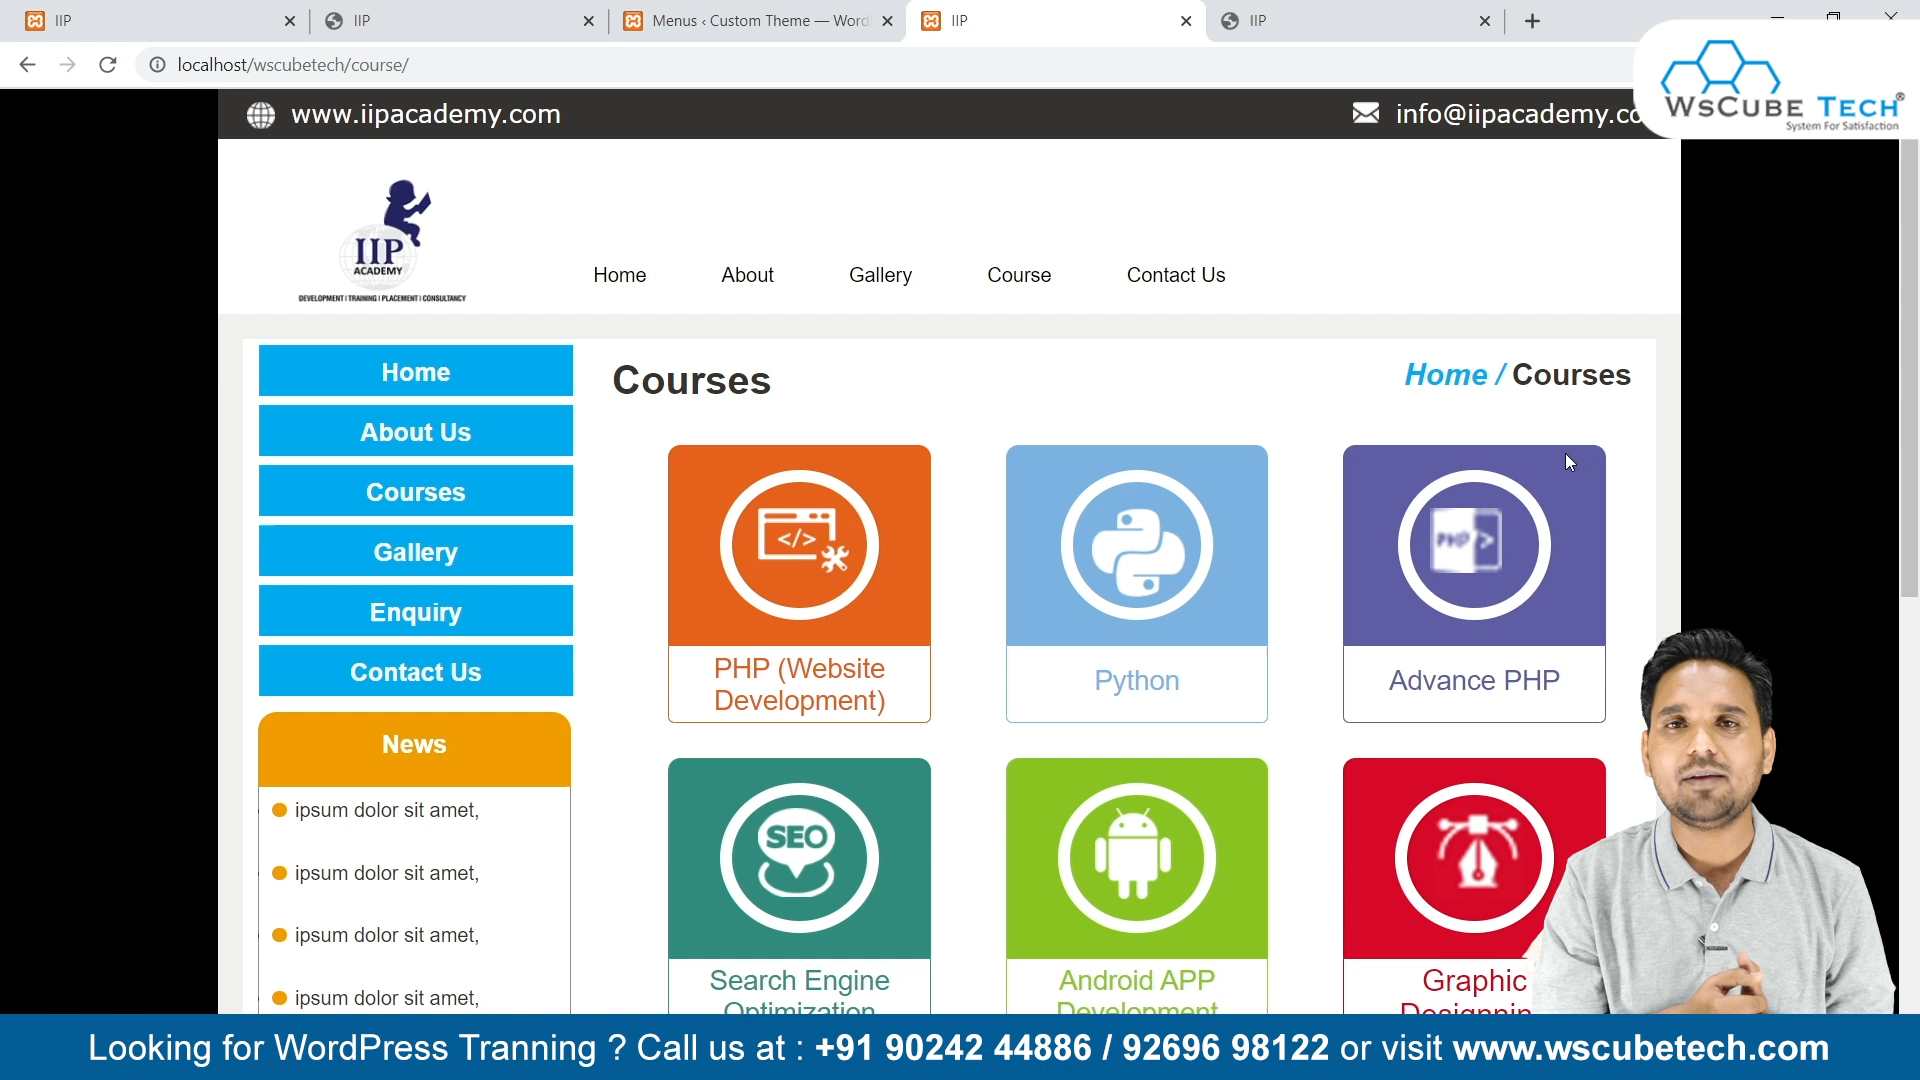 IIP
IIP
Menus ‹ Custom Theme — Word
IIP
IIP
localhost/wscubetech/course/
WsCube Tech®
System For Satisfaction
www.iipacademy.com
info@iipacademy.co
IIP
ACADEMY
DEVELOPMENT | TRAINING | PLACEMENT | CONSULTANCY
Home
About
Gallery
Course
Contact Us
Home
About Us
Courses
Gallery
Enquiry
Contact Us
News
ipsum dolor sit amet,
ipsum dolor sit amet,
ipsum dolor sit amet,
ipsum dolor sit amet,
Courses
Home / Courses
</>
PHP (Website
Development)
Python
PHP >
Advance PHP
SEO
Search Engine
Optimization
Android APP
Development
Graphic
Looking for WordPress Tranning ? Call us at : +91 90242 44886 / 92696 98122 or visit www.wscubetech.com